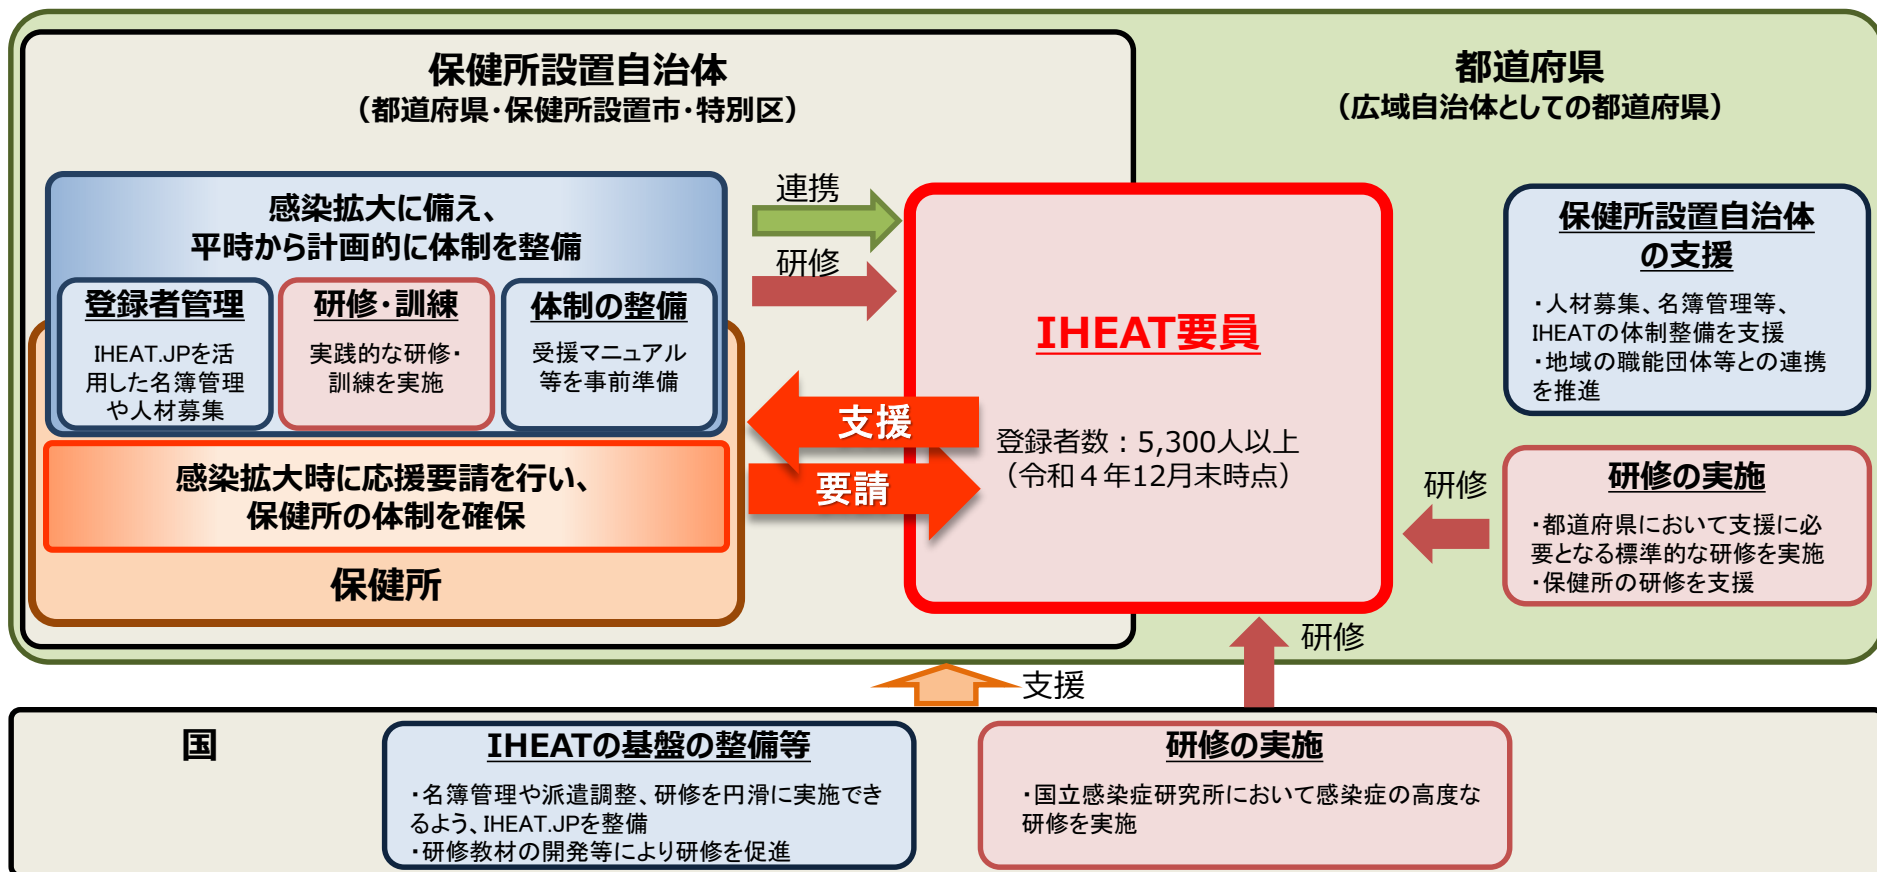 保健所設置自治体
（都道府県・保健所設置市・特別区）
都道府県
（広域自治体としての都道府県）
感染拡大に備え、
平時から計画的に体制を整備
登録者管理
IHEAT.JPを活
用した名簿管理
や人材募集
研修・訓練
実践的な研修・
訓練を実施
体制の整備
受援マニュアル
等を事前準備
感染拡大時に応援要請を行い、
保健所の体制を確保
保健所
連携
研修
支援
要請
IHEAT要員
登録者数：5,300人以上
（令和４年12月末時点）
保健所設置自治体
の支援
・人材募集、名簿管理等、
IHEATの体制整備を支援
・地域の職能団体等との連携
を推進
研修
研修の実施
・都道府県において支援に必
要となる標準的な研修を実施
・保健所の研修を支援
支援
研修
国
IHEATの基盤の整備等
・名簿管理や派遣調整、研修を円滑に実施でき
るよう、IHEAT.JPを整備
・研修教材の開発等により研修を促進
研修の実施
・国立感染症研究所において感染症の高度な
研修を実施